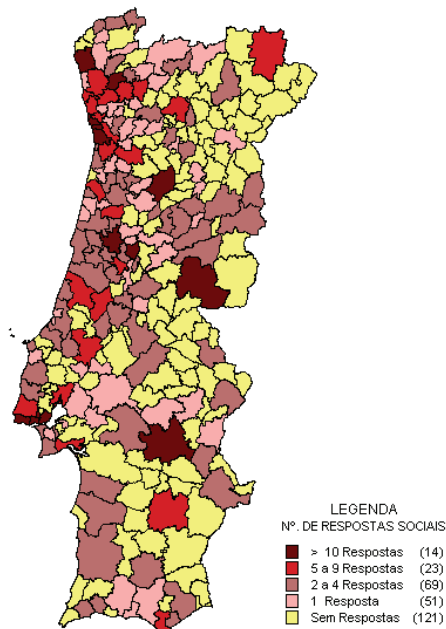 LEGENDA
Nº. DE RESPOSTAS SOCIAIS
> 10 Respostas (14)
5 a 9 Respostas (23)
2 a 4 Respostas (69)
1 Resposta (51)
Sem Respostas (121)